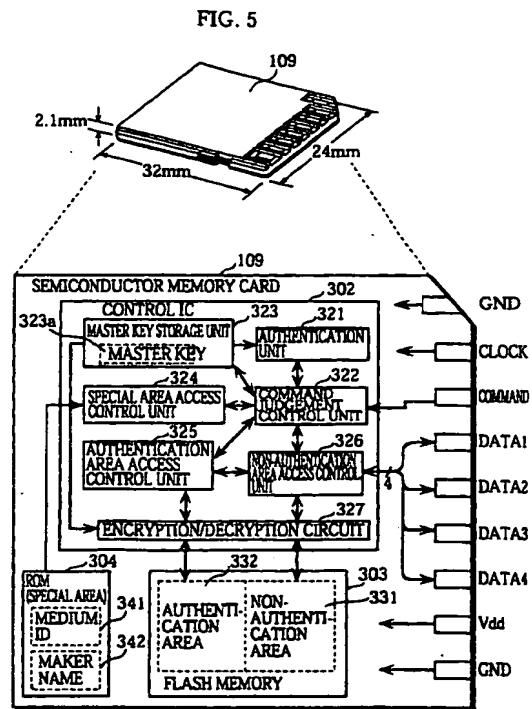 FIG. 5
109
2.1mm
32mm
24mm
109
SEMICONDUCTOR MEMORY CARD
302
CONTROL IC
323
321
323a
MASTER KEY STORAGE UNIT
MASTER KEY
AUTHENTICATION
UNIT
324
322
SPECIAL AREA ACCESS
CONTROL UNIT
COMMAND
JUDGEMENT
CONTROL UNIT
325
326
AUTHENTICATION
AREA ACCESS
CONTROL UNIT
NON-AUTHENTICATION
AREA ACCESS CONTROL
UNIT
4
327
ENCRYPTION/DECRYPTION CIRCUIT
304
ROM
(SPECIAL AREA)
341
MEDIUM
ID
342
MAKER
NAME
332
303
331
AUTHENTI-
CATION
AREA
NON-
AUTHENTI-
CATION
AREA
FLASH MEMORY
GND
CLOCK
COMMAND
DATA1
DATA2
DATA3
DATA4
Vdd
GND